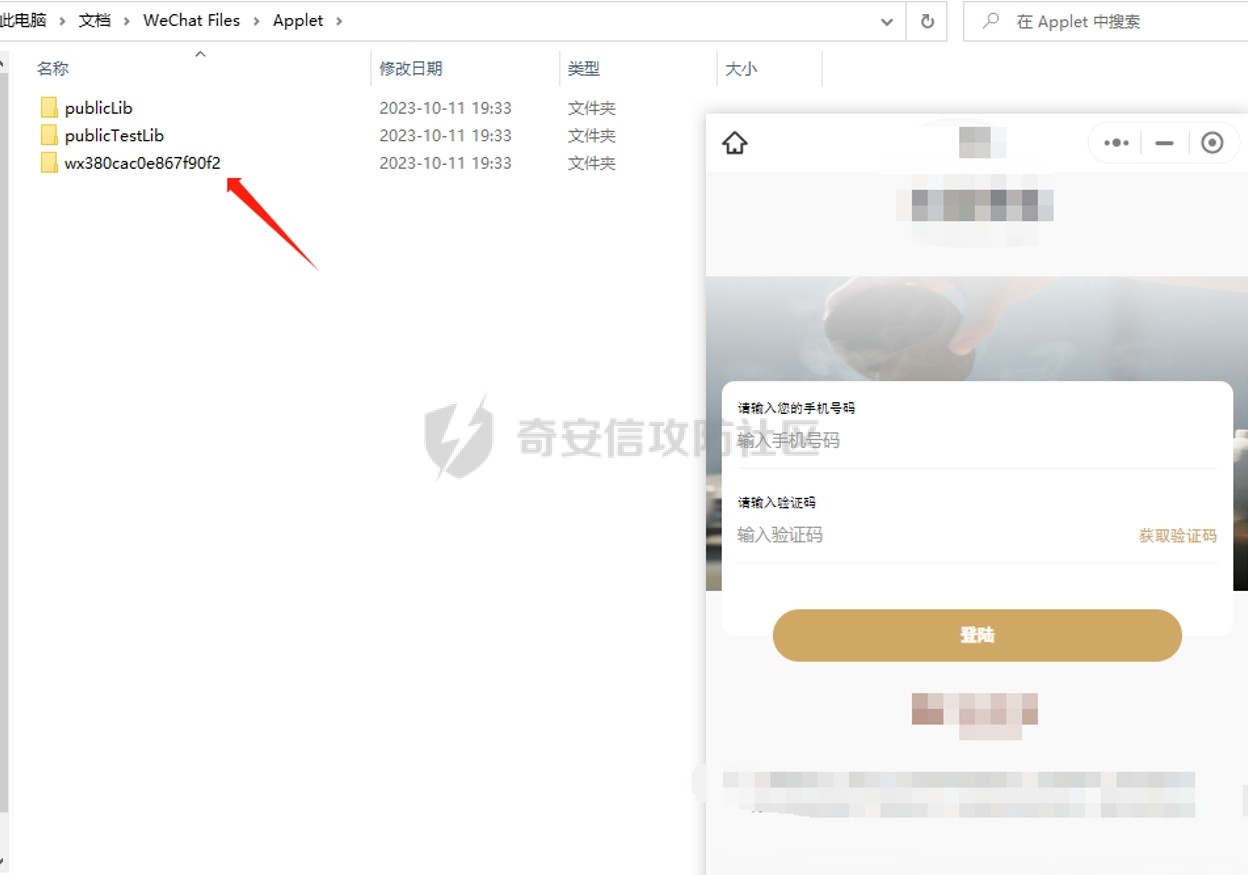 此电脑 › 文档 › WeChat Files › Applet ›
在 Applet 中搜索
名称 修改日期 类型 大小
publicLib 2023-10-11 19:33 文件夹
publicTestLib 2023-10-11 19:33 文件夹
wx380cac0e867f90f2 2023-10-11 19:33 文件夹
奇安信攻防社区
请输入您的手机号码
输入手机号码
请输入验证码
输入验证码 获取验证码
登陆